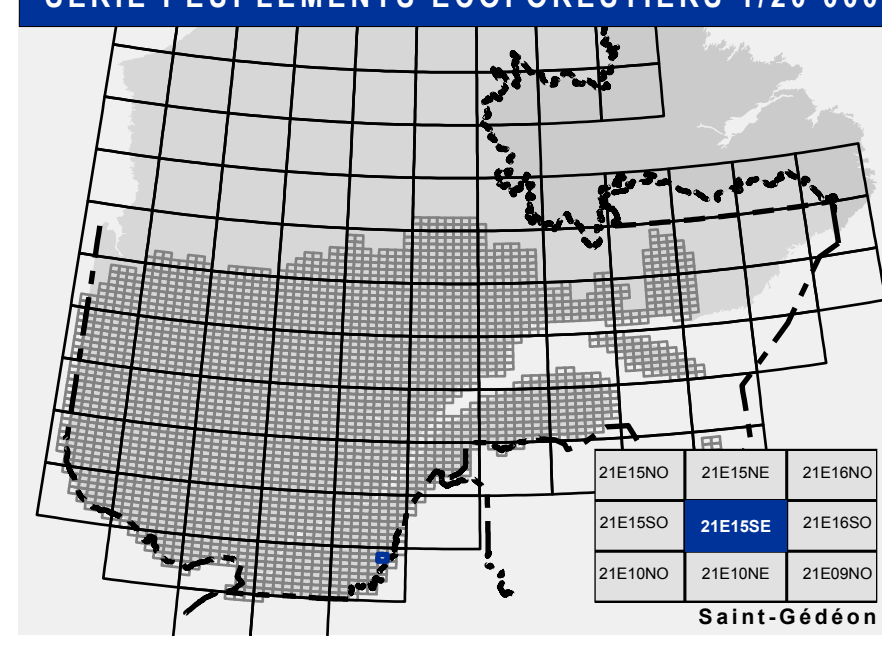 SÉRIE PEUPLEMENTS ÉCOFORESTIERS 1/20 000
21E15NO 21E15NE 21E16NO
21E15SO 21E15SE 21E16SO
21E10NO 21E10NE 21E09NO
Saint-Gédéon